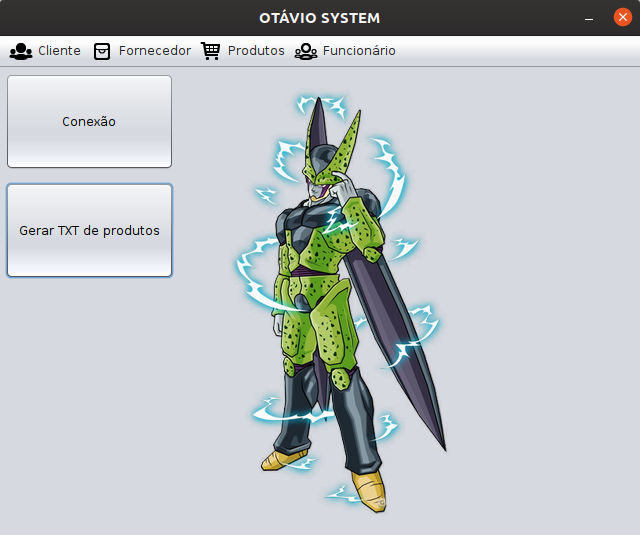 OTÁVIO SYSTEM
Cliente Fornecedor Produtos Funcionário
Conexão
Gerar TXT de produtos